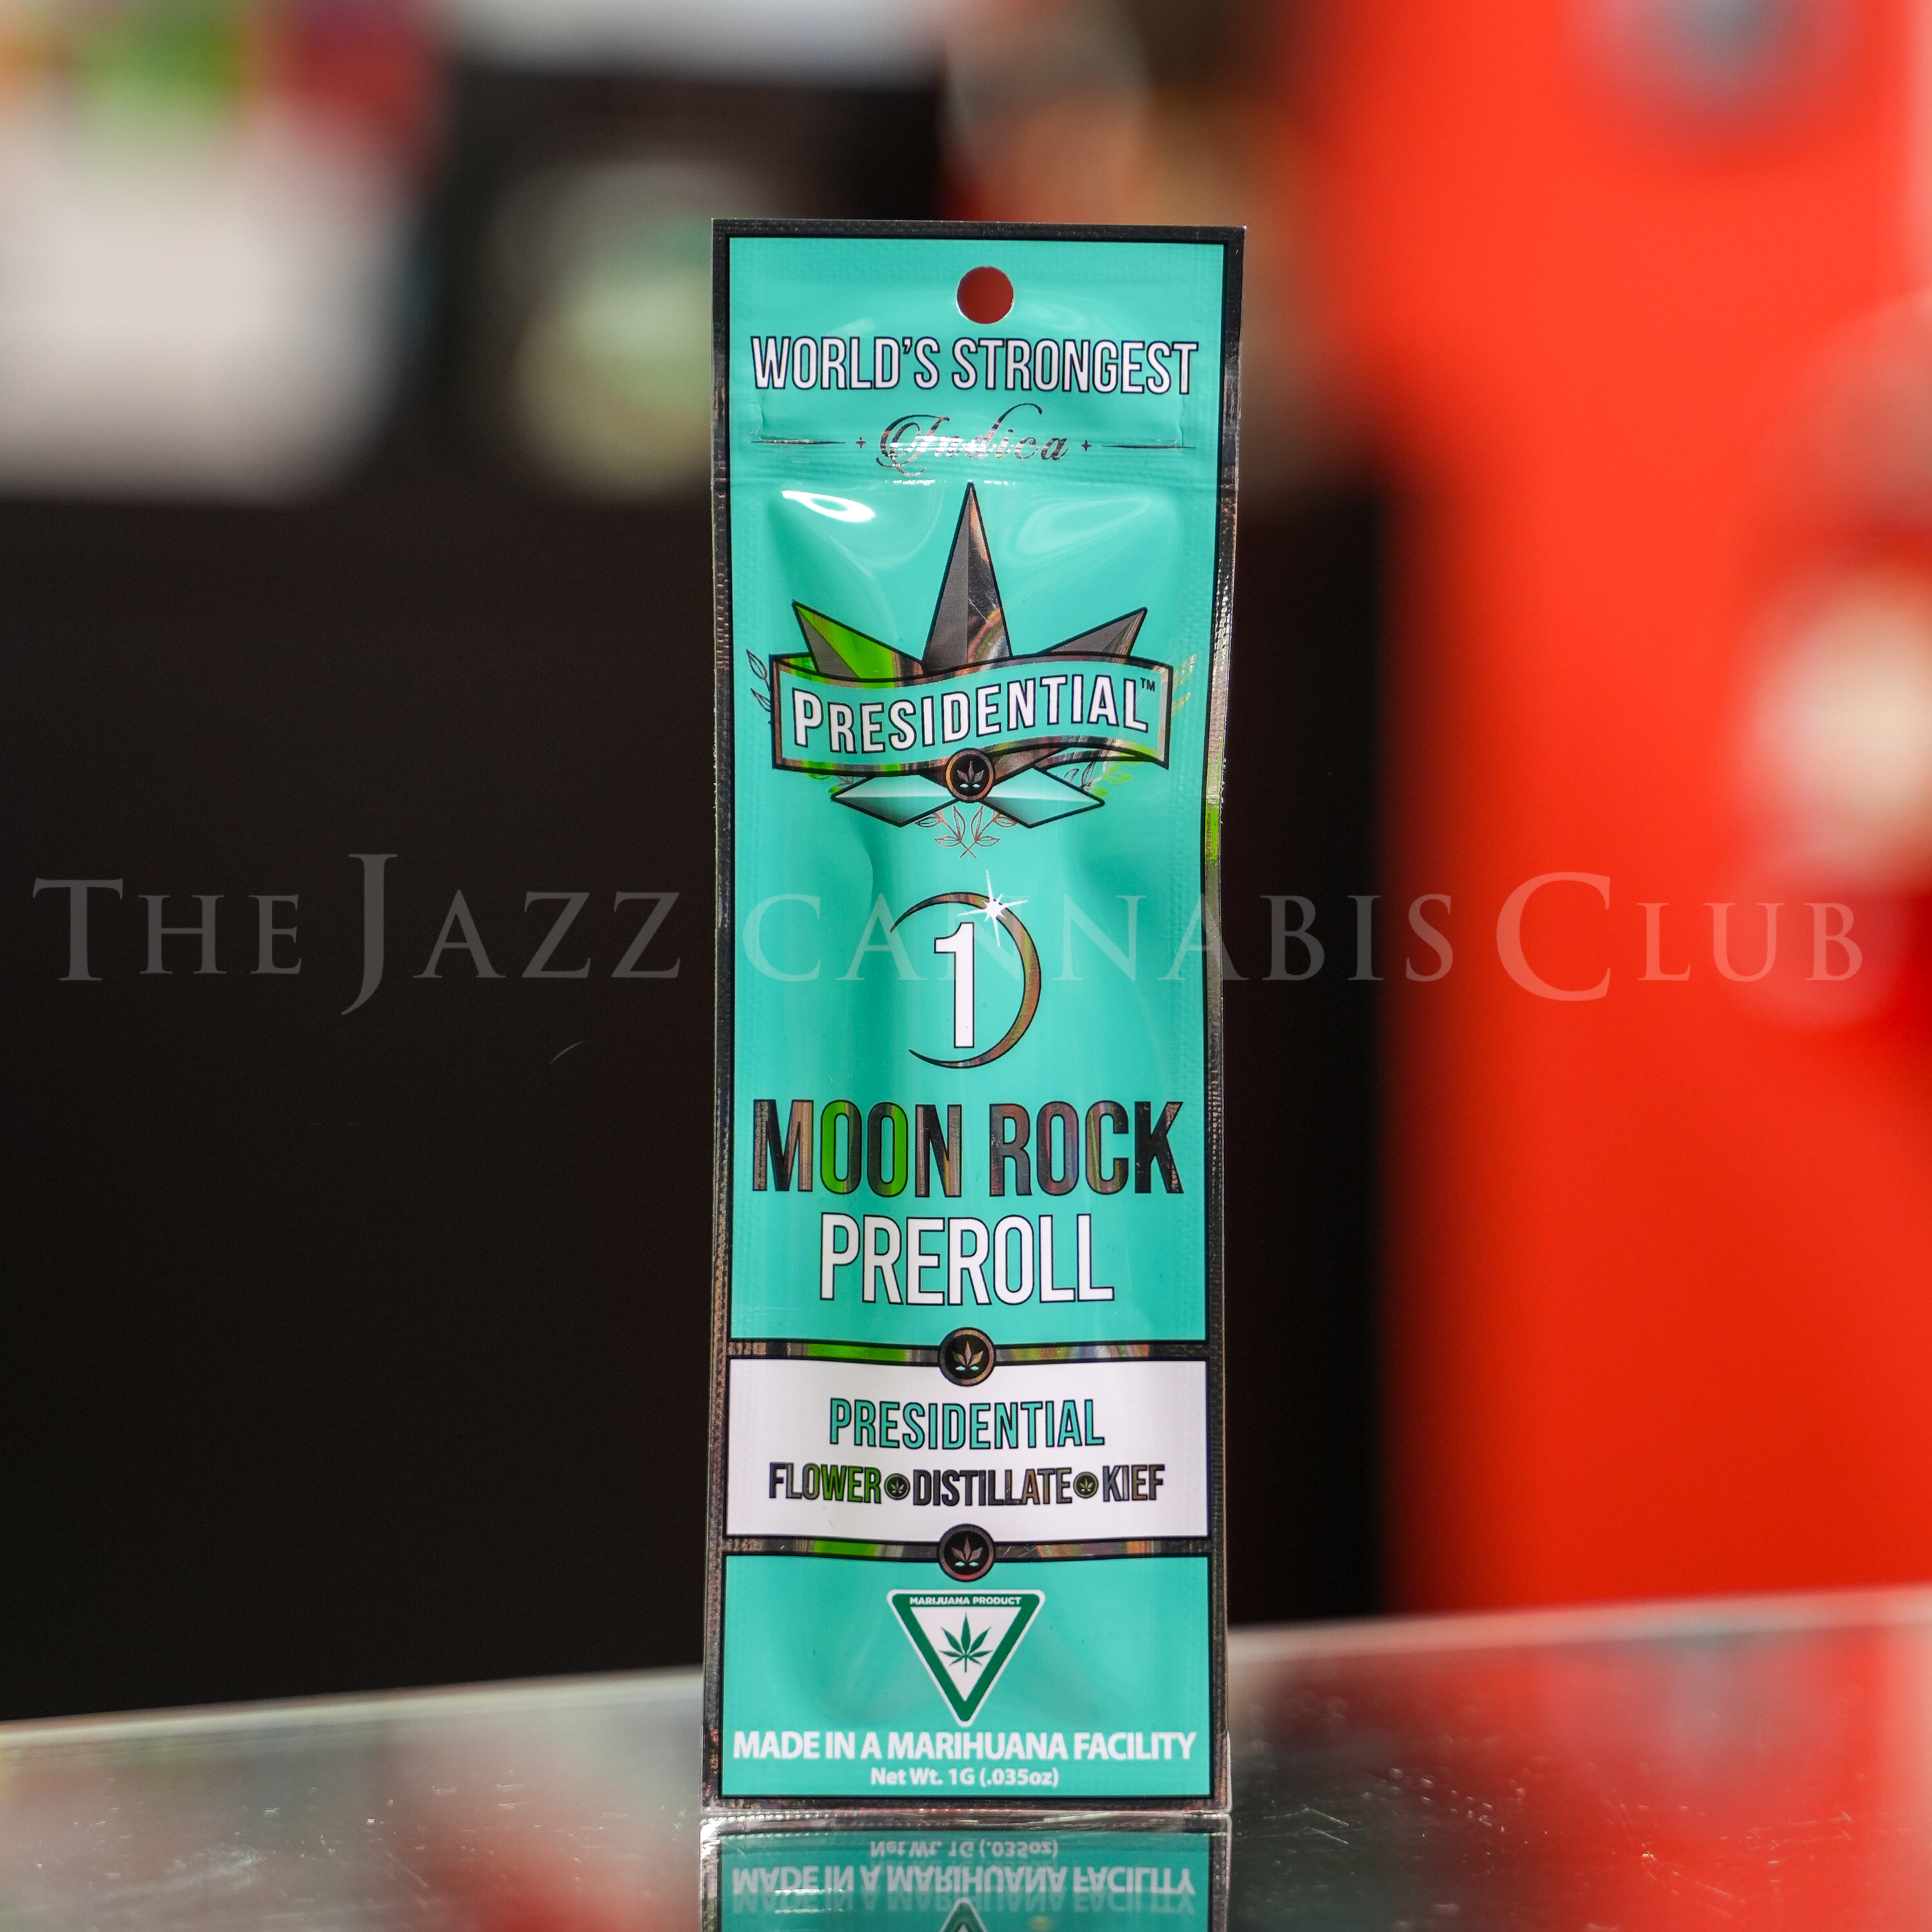 WORLD'S STRONGEST
Indica
PRESIDENTIAL™
THE JAZZ CANNABIS CLUB
1
MOON ROCK
PREROLL
PRESIDENTIAL
FLOWER DISTILLATE KIEF
MARIJUANA PRODUCT
MADE IN A MARIHUANA FACILITY
Net Wt. 1G (.035oz)